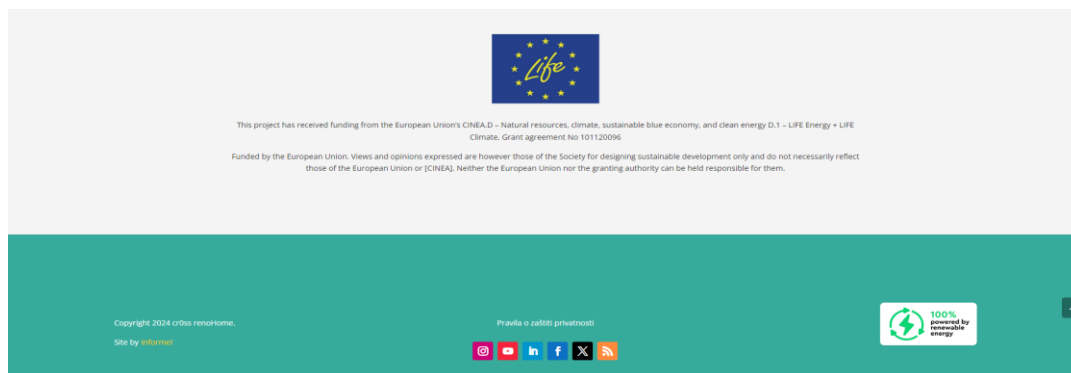 Life
This project has received funding from the European Union's CINEA.D – Natural resources, climate, sustainable blue economy, and clean energy D.1 – LIFE Energy + LIFE
Climate, Grant agreement No 101120096
Funded by the European Union. Views and opinions expressed are however those of the Society for designing sustainable development only and do not necessarily reflect
those of the European Union or [CINEA]. Neither the European Union nor the granting authority can be held responsible for them.
Copyright 2024 cr0ss renoHome.
Site by Informel
Pravila o zaštiti privatnosti
100%
powered by
renewable
energy